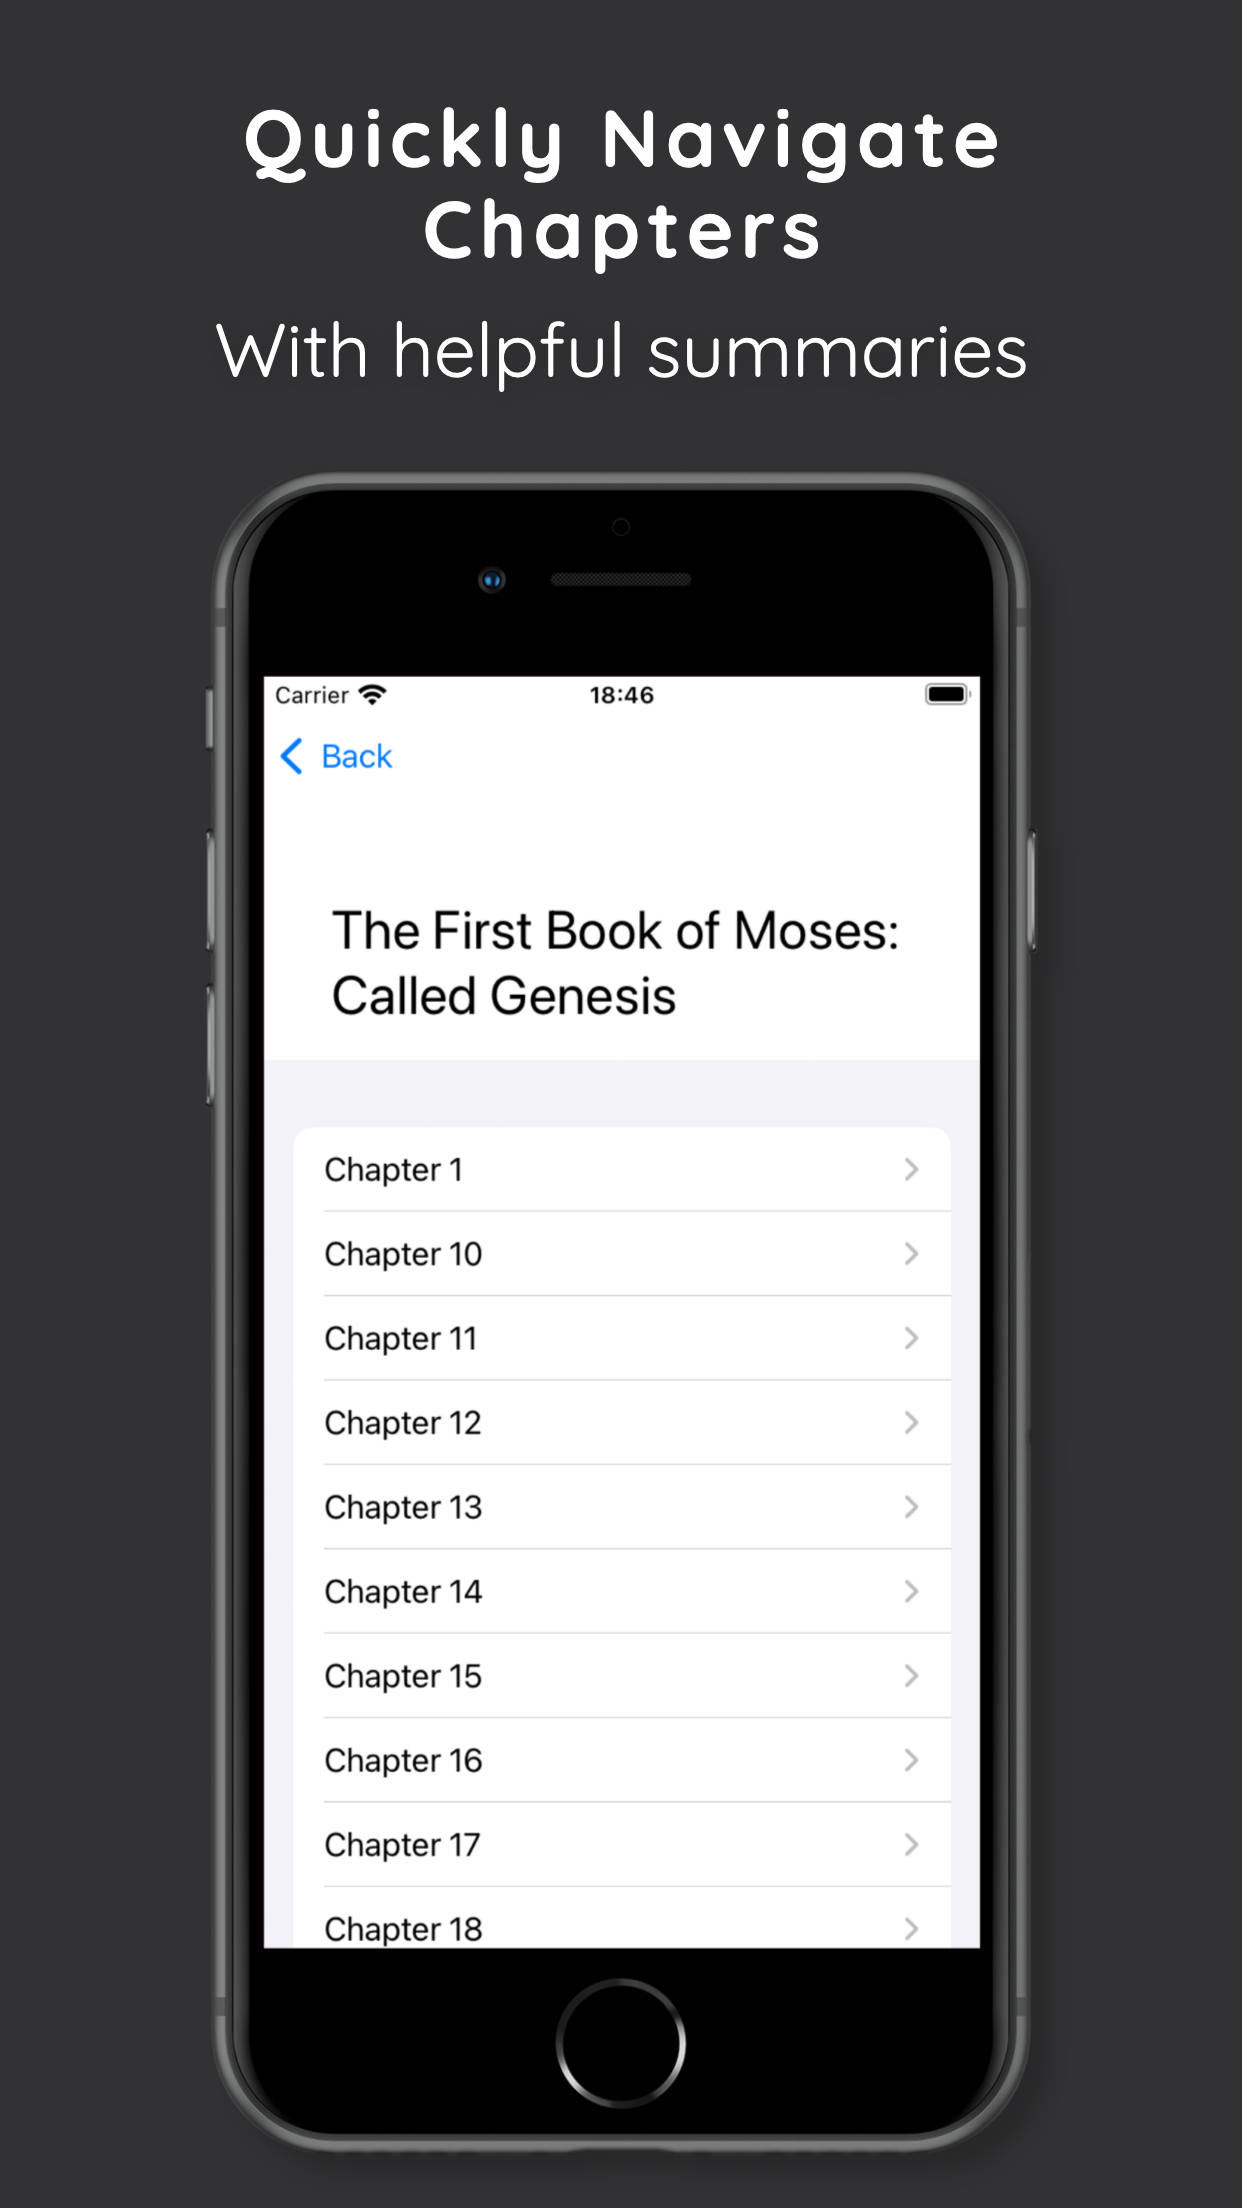 Quickly Navigate
Chapters
With helpful summaries
Carrier 18:46
Back
The First Book of Moses:
Called Genesis
Chapter 1
Chapter 10
Chapter 11
Chapter 12
Chapter 13
Chapter 14
Chapter 15
Chapter 16
Chapter 17
Chapter 18